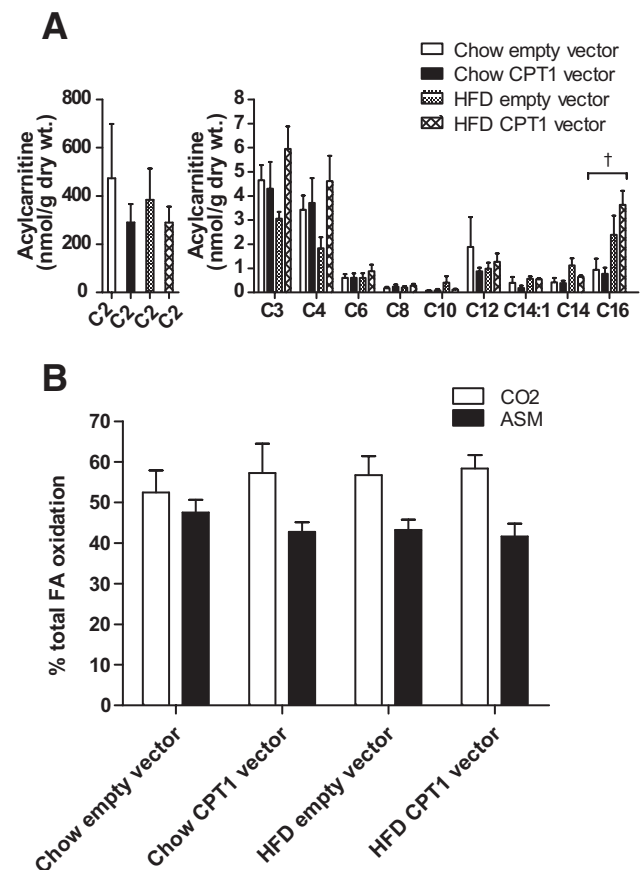 A
Chow empty vector
Chow CPT1 vector
HFD empty vector
HFD CPT1 vector
Acylcarnitine
(nmol/g dry wt.)
800
600
400
200
0
C2 C2 C2 C2
Acylcarnitine
(nmol/g dry wt.)
8
7
6
5
4
3
2
1
0
†
C3 C4 C6 C8 C10 C12 C14:1 C14 C16
B
CO2
ASM
% total FA oxidation
70
60
50
40
30
20
10
0
Chow empty vector
Chow CPT1 vector
HFD empty vector
HFD CPT1 vector